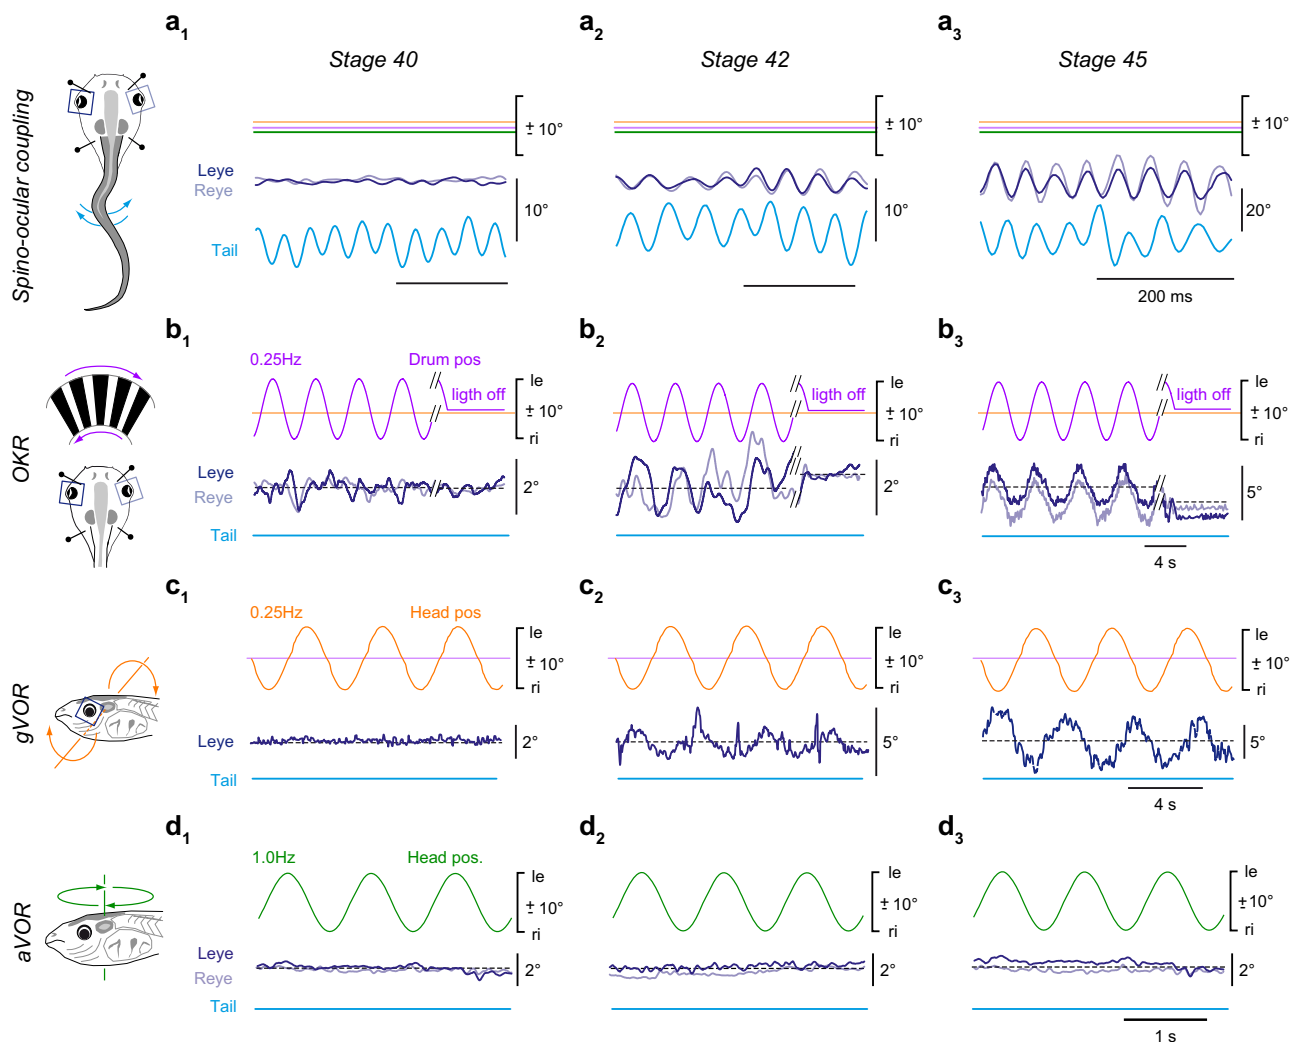 a1
a2
a3
Stage 40
Stage 42
Stage 45
Spino-ocular coupling
± 10°
± 10°
± 10°
Leye
Reye
10°
10°
20°
Tail
200 ms
b1
b2
b3
OKR
0.25Hz
Drum pos
ligth off
le
± 10°
ri
ligth off
le
± 10°
ri
ligth off
le
± 10°
ri
Leye
Reye
2°
2°
5°
Tail
4 s
c1
c2
c3
gVOR
0.25Hz
Head pos
le
± 10°
ri
le
± 10°
ri
le
± 10°
ri
Leye
2°
5°
5°
Tail
4 s
d1
d2
d3
aVOR
1.0Hz
Head pos.
le
± 10°
ri
le
± 10°
ri
le
± 10°
ri
Leye
Reye
2°
2°
2°
Tail
1 s